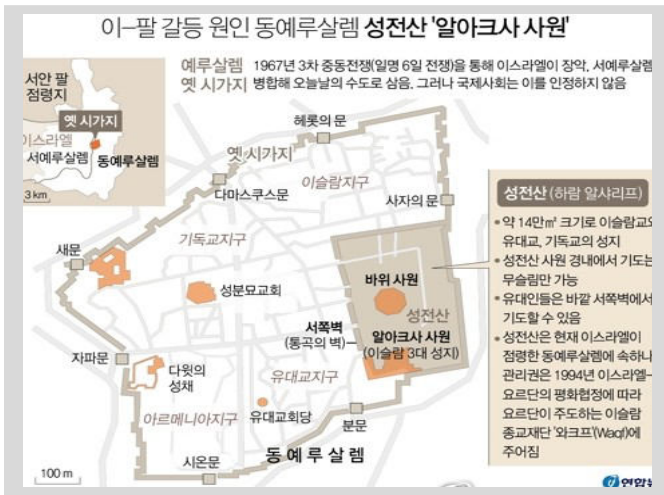 이–팔 갈등 원인 동예루살렘 성전산 '알아크사 사원'
예루살렘 옛 시가지
1967년 3차 중동전쟁(일명 6일 전쟁)을 통해 이스라엘이 장악, 서예루살렘
병합해 오늘날의 수도로 삼음, 그러나 국제사회는 이를 인정하지 않음
서안 팔
점령지
옛 시가지
이스라엘
서예루살렘
동예루살렘
3 km
헤롯의 문
옛 시가지
이슬람지구
다마스쿠스문
사자의 문
기독교지구
새문
성분묘교회
바위 사원
성전산
서쪽벽
(통곡의 벽)
알아크사 사원
(이슬람 3대 성지)
자파문
다윗의
성채
유대교지구
아르메니아지구
유대교회당
분문
시온문
동예루살렘
100 m
성전산 (하람 알샤리프)
• 약 14만㎡ 크기로 이슬람교와
유대교, 기독교의 성지
• 성전산 사원 경내에서 기도는
무슬림만 가능
• 유대인들은 바깥 서쪽벽에서
기도할 수 있음
• 성전산은 현재 이스라엘이
점령한 동예루살렘에 속하나
관리권은 1994년 이스라엘–
요르단의 평화협정에 따라
요르단이 주도하는 이슬람
종교재단 '와크프'(Waqf)에
주어짐
연합뉴